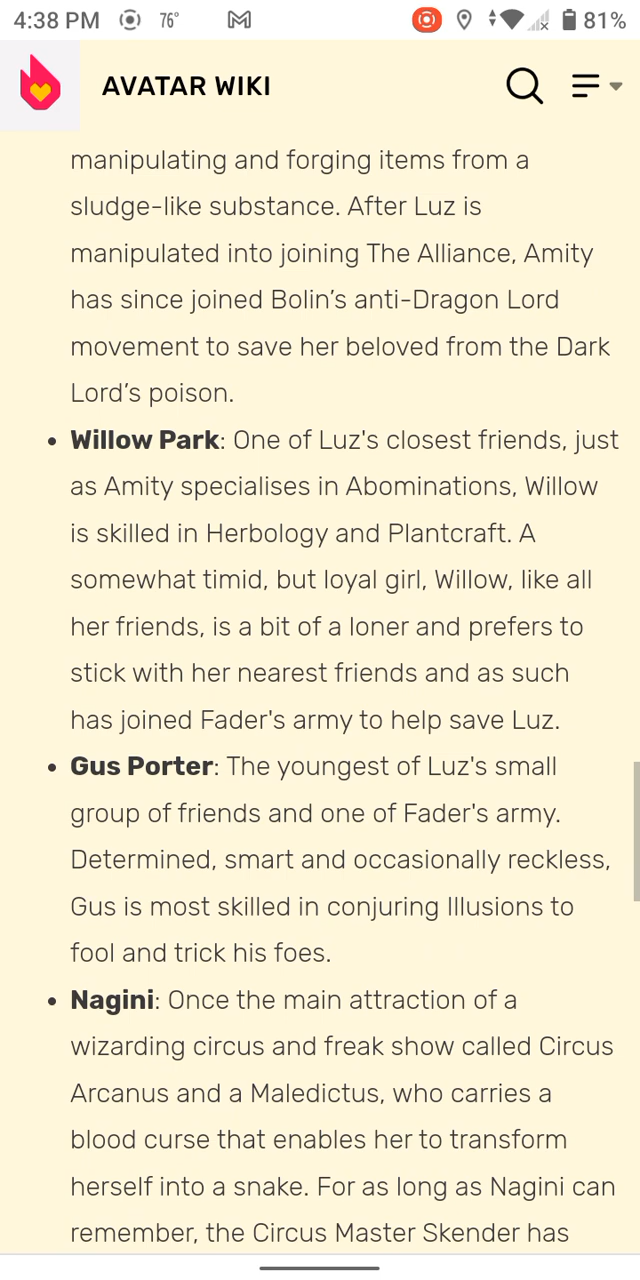 4:38 PM 76° 81%
AVATAR WIKI
manipulating and forging items from a
sludge-like substance. After Luz is
manipulated into joining The Alliance, Amity
has since joined Bolin’s anti-Dragon Lord
movement to save her beloved from the Dark
Lord’s poison.
• Willow Park: One of Luz's closest friends, just
as Amity specialises in Abominations, Willow
is skilled in Herbology and Plantcraft. A
somewhat timid, but loyal girl, Willow, like all
her friends, is a bit of a loner and prefers to
stick with her nearest friends and as such
has joined Fader's army to help save Luz.
• Gus Porter: The youngest of Luz's small
group of friends and one of Fader's army.
Determined, smart and occasionally reckless,
Gus is most skilled in conjuring Illusions to
fool and trick his foes.
• Nagini: Once the main attraction of a
wizarding circus and freak show called Circus
Arcanus and a Maledictus, who carries a
blood curse that enables her to transform
herself into a snake. For as long as Nagini can
remember, the Circus Master Skender has